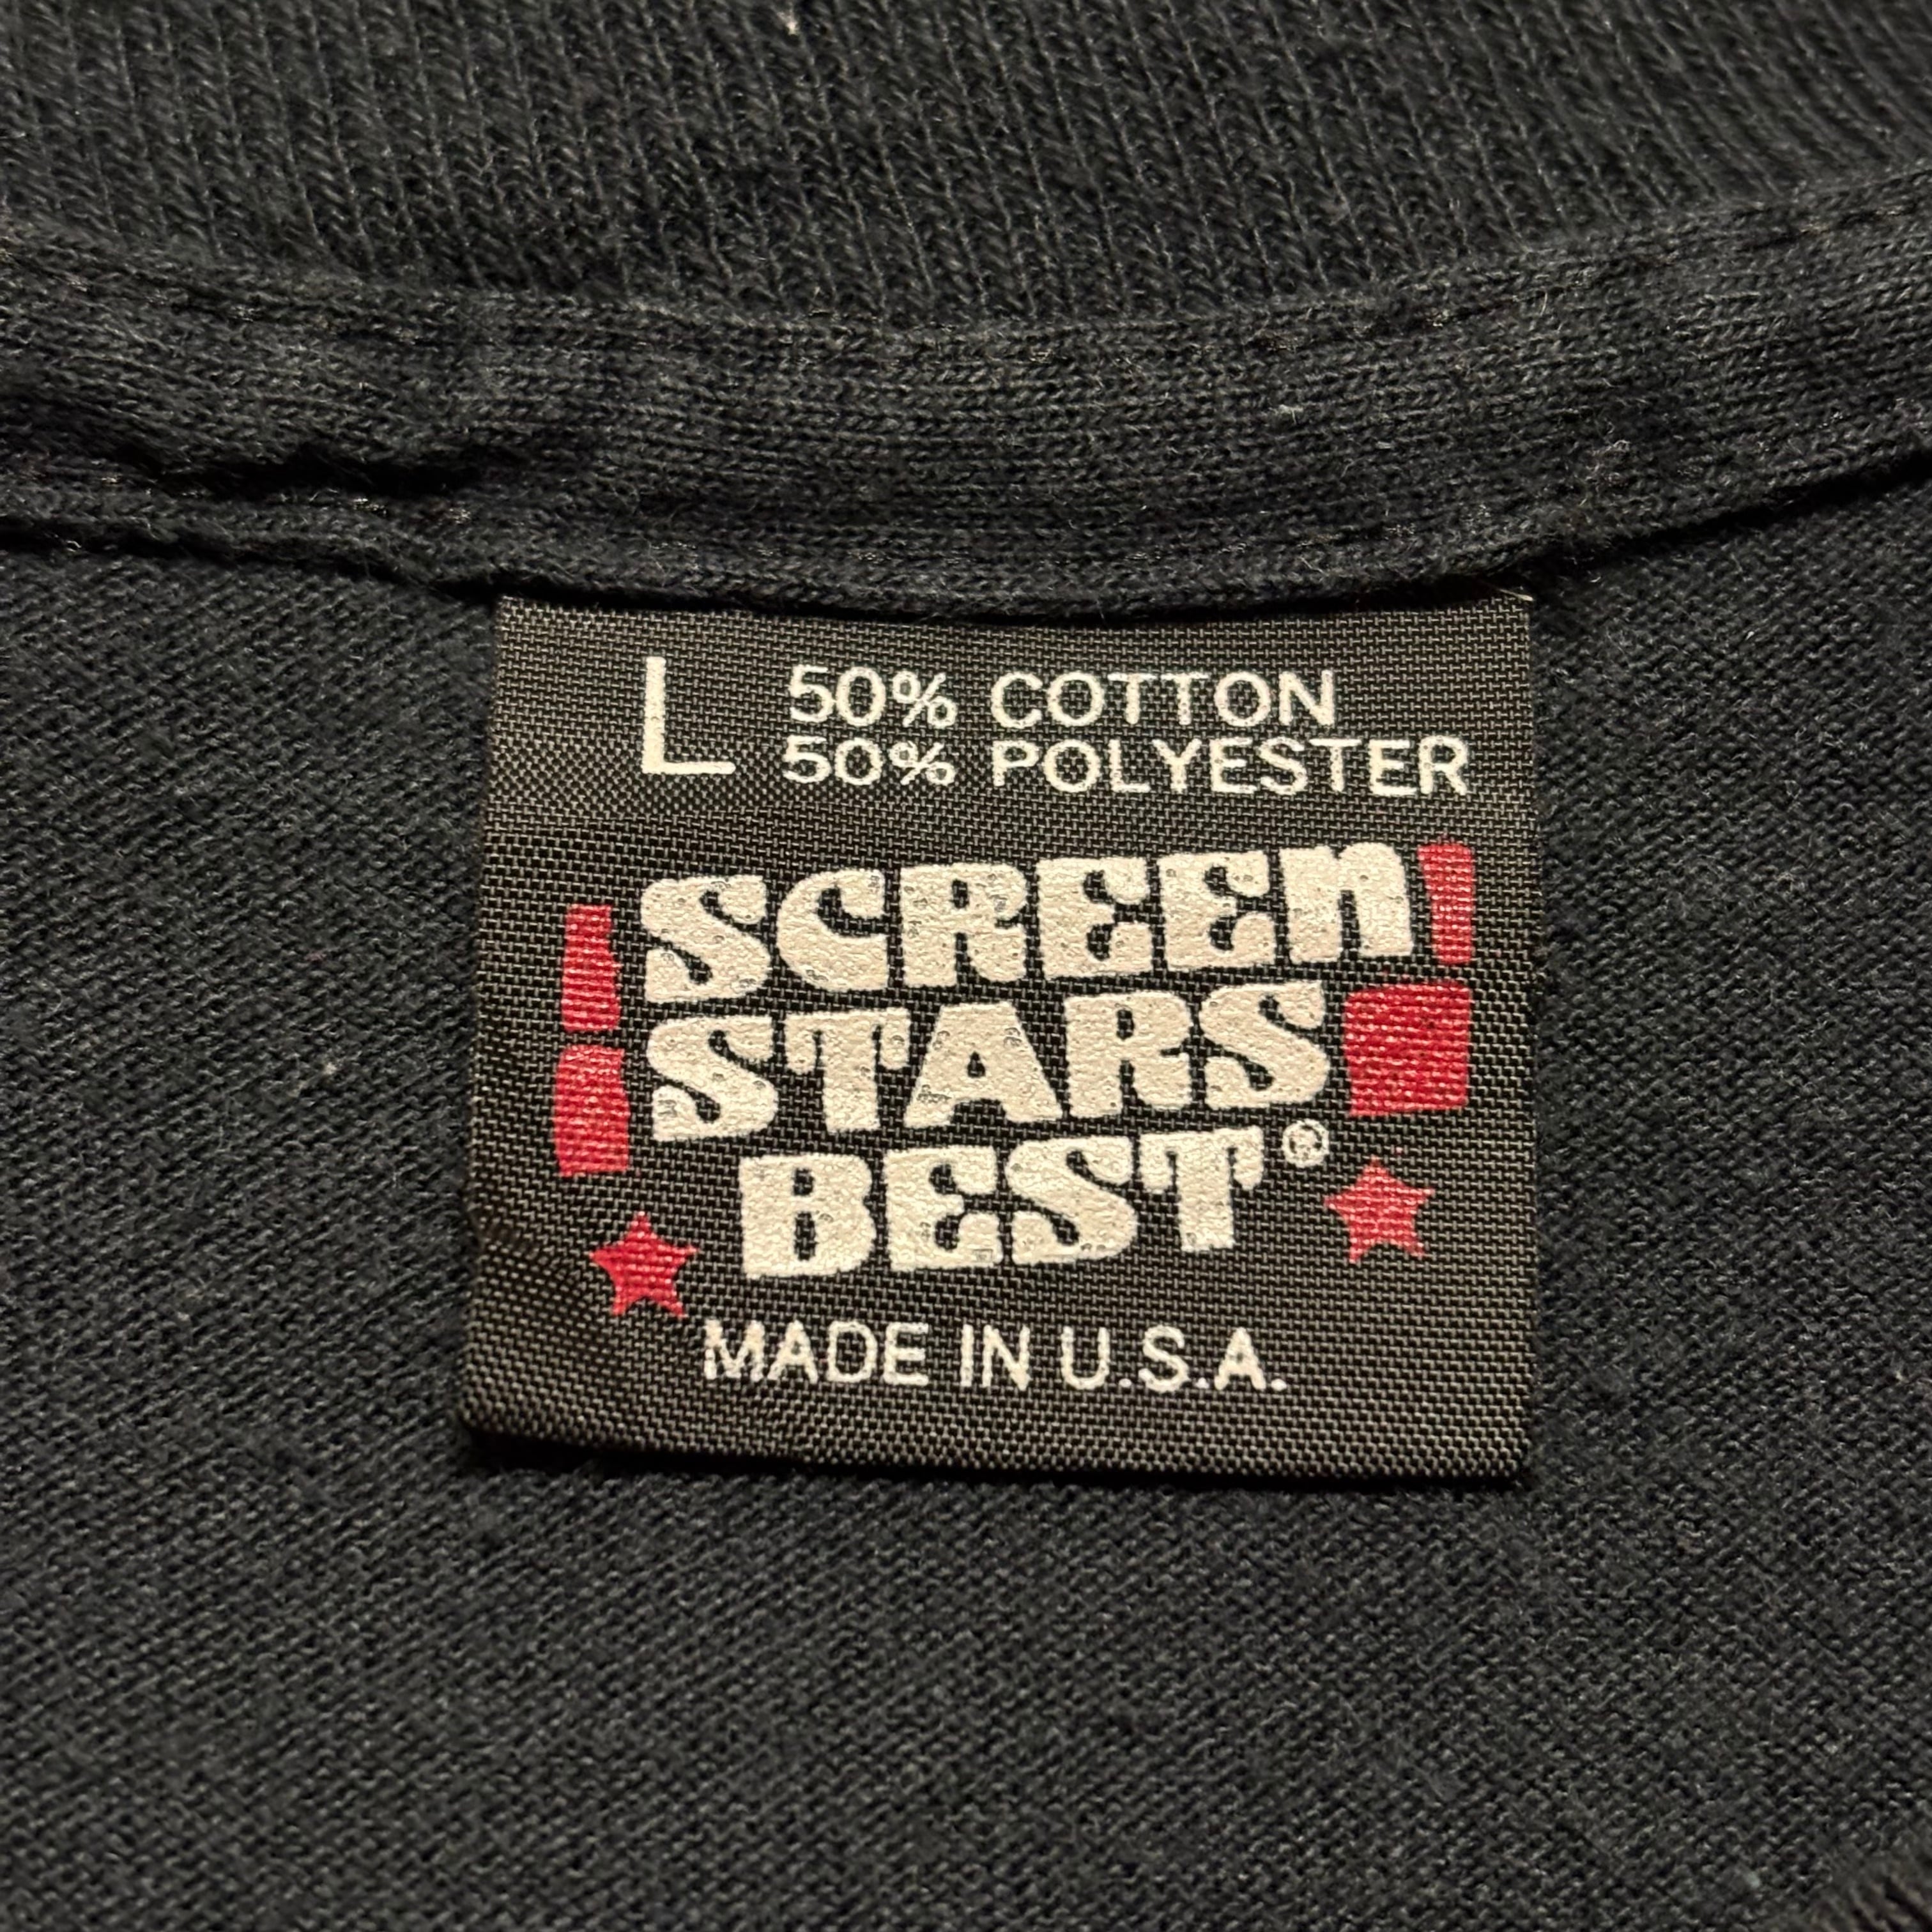 L 50% COTTON
50% POLYESTER
SCREEN
STARS
BEST®
MADE IN U.S.A.